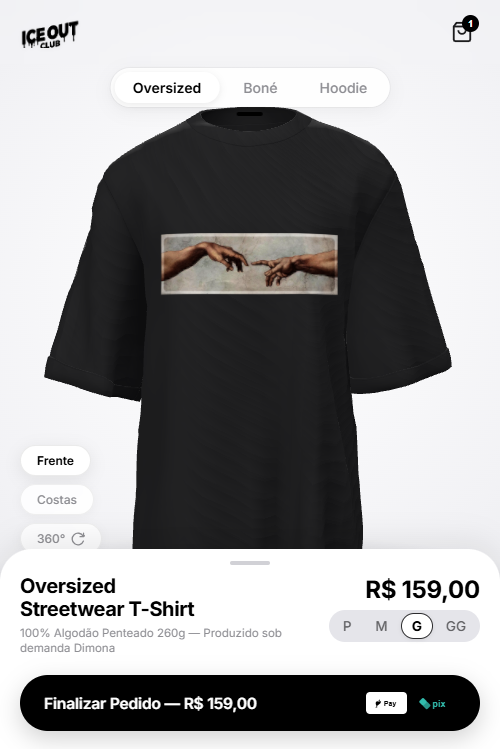 ICE OUT
CLUB
1
Oversized
Boné
Hoodie
Frente
Costas
360°
Oversized
Streetwear T-Shirt
R$ 159,00
100% Algodão Penteado 260g — Produzido sob
demanda Dimona
P
M
G
GG
Finalizar Pedido — R$ 159,00
Pay
pix